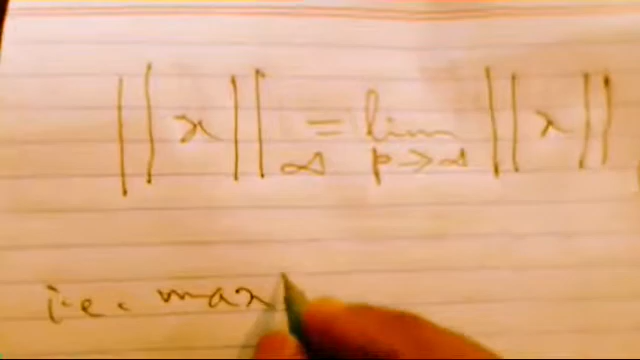 ||x||∞ = lim p→∞ ||x||
i.e. max